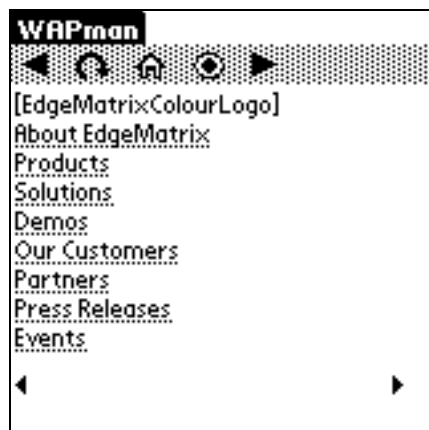 WAPman
[EdgeMatrixColourLogo]
About EdgeMatrix
Products
Solutions
Demos
Our Customers
Partners
Press Releases
Events